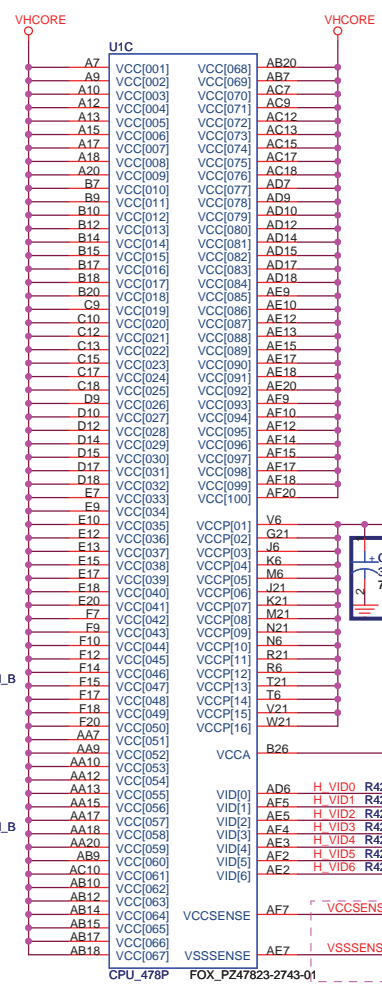 VHCORE VHCORE
U1C
A7 VCC[001] VCC[068] AB20
A9 VCC[002] VCC[069] AB7
A10 VCC[003] VCC[070] AC7
A12 VCC[004] VCC[071] AC9
A13 VCC[005] VCC[072] AC12
A15 VCC[006] VCC[073] AC13
A17 VCC[007] VCC[074] AC15
A18 VCC[008] VCC[075] AC17
A20 VCC[009] VCC[076] AC18
B7 VCC[010] VCC[077] AD7
B9 VCC[011] VCC[078] AD9
B10 VCC[012] VCC[079] AD10
B12 VCC[013] VCC[080] AD12
B14 VCC[014] VCC[081] AD14
B15 VCC[015] VCC[082] AD15
B17 VCC[016] VCC[083] AD17
B18 VCC[017] VCC[084] AD18
B20 VCC[018] VCC[085] AE9
C9 VCC[019] VCC[086] AE10
C10 VCC[020] VCC[087] AE12
C12 VCC[021] VCC[088] AE13
C13 VCC[022] VCC[089] AE15
C15 VCC[023] VCC[090] AE17
C17 VCC[024] VCC[091] AE18
C18 VCC[025] VCC[092] AE20
D9 VCC[026] VCC[093] AF9
D10 VCC[027] VCC[094] AF10
D12 VCC[028] VCC[095] AF12
D14 VCC[029] VCC[096] AF14
D15 VCC[030] VCC[097] AF15
D17 VCC[031] VCC[098] AF17
D18 VCC[032] VCC[099] AF18
E7 VCC[033] VCC[100] AF20
E9 VCC[034]
E10 VCC[035] VCCP[01] V6
E12 VCC[036] VCCP[02] G21
E13 VCC[037] VCCP[03] J6
E15 VCC[038] VCCP[04] K6
E17 VCC[039] VCCP[05] M6
E18 VCC[040] VCCP[06] J21
E20 VCC[041] VCCP[07] K21
F7 VCC[042] VCCP[08] M21
F9 VCC[043] VCCP[09] N21
F10 VCC[044] VCCP[10] N6
F12 VCC[045] VCCP[11] R21
F14 VCC[046] VCCP[12] R6
F15 VCC[047] VCCP[13] T21
F17 VCC[048] VCCP[14] T6
F18 VCC[049] VCCP[15] V21
F20 VCC[050] VCCP[16] W21
AA7 VCC[051]
AA9 VCC[052] VCCA B26
AA10 VCC[053]
AA12 VCC[054]
AA13 VCC[055] VID[0] AD6 H_VID0 R42
AA15 VCC[056] VID[1] AF5 H_VID1 R42
AA17 VCC[057] VID[2] AE5 H_VID2 R42
AA18 VCC[058] VID[3] AF4 H_VID3 R42
AA20 VCC[059] VID[4] AE3 H_VID4 R42
AB9 VCC[060] VID[5] AF2 H_VID5 R42
AC10 VCC[061] VID[6] AE2 H_VID6 R42
AB10 VCC[062]
AB12 VCC[063]
AB14 VCC[064] VCCSENSE AF7 VCCSENS
AB15 VCC[065]
AB17 VCC[066]
AB18 VCC[067] VSSSENSE AE7 VSSSENS
CPU_478P FOX_PZ47823-2743-01
+
C
3
7
2
_B
_B